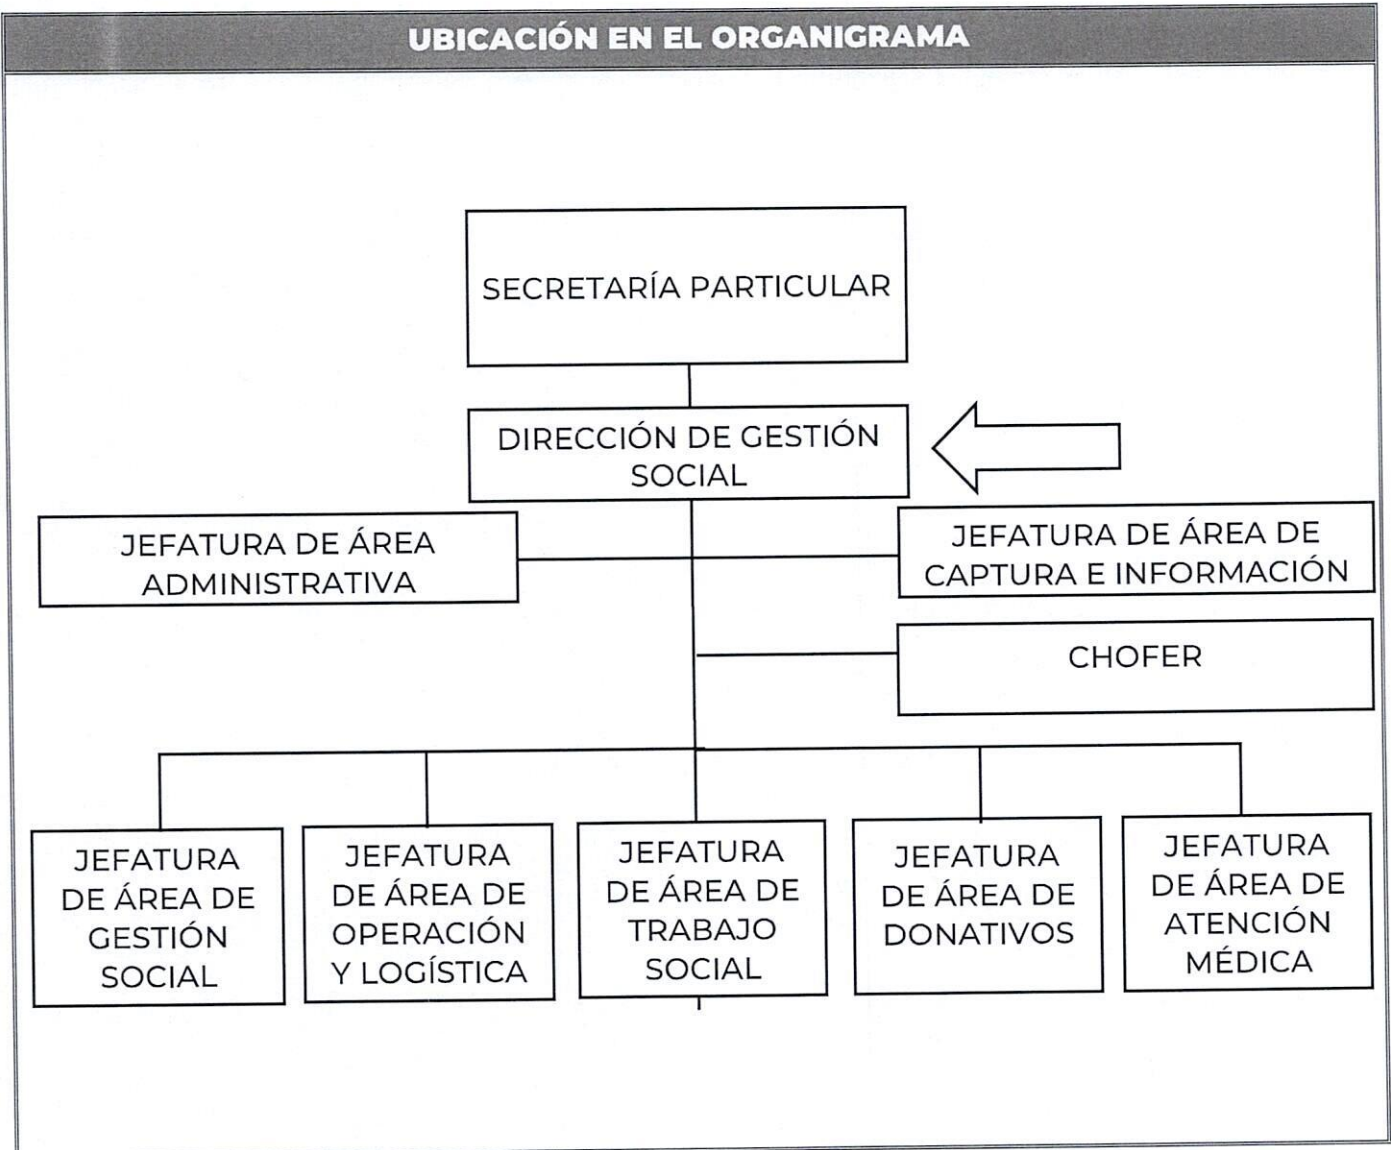 UBICACIÓN EN EL ORGANIGRAMA
SECRETARÍA PARTICULAR
DIRECCIÓN DE GESTIÓN
SOCIAL
JEFATURA DE ÁREA
ADMINISTRATIVA
JEFATURA DE ÁREA DE
CAPTURA E INFORMACIÓN
CHOFER
JEFATURA
DE ÁREA DE
GESTIÓN
SOCIAL
JEFATURA
DE ÁREA DE
OPERACIÓN
Y LOGÍSTICA
JEFATURA
DE ÁREA DE
TRABAJO
SOCIAL
JEFATURA
DE ÁREA DE
DONATIVOS
JEFATURA
DE ÁREA DE
ATENCIÓN
MÉDICA